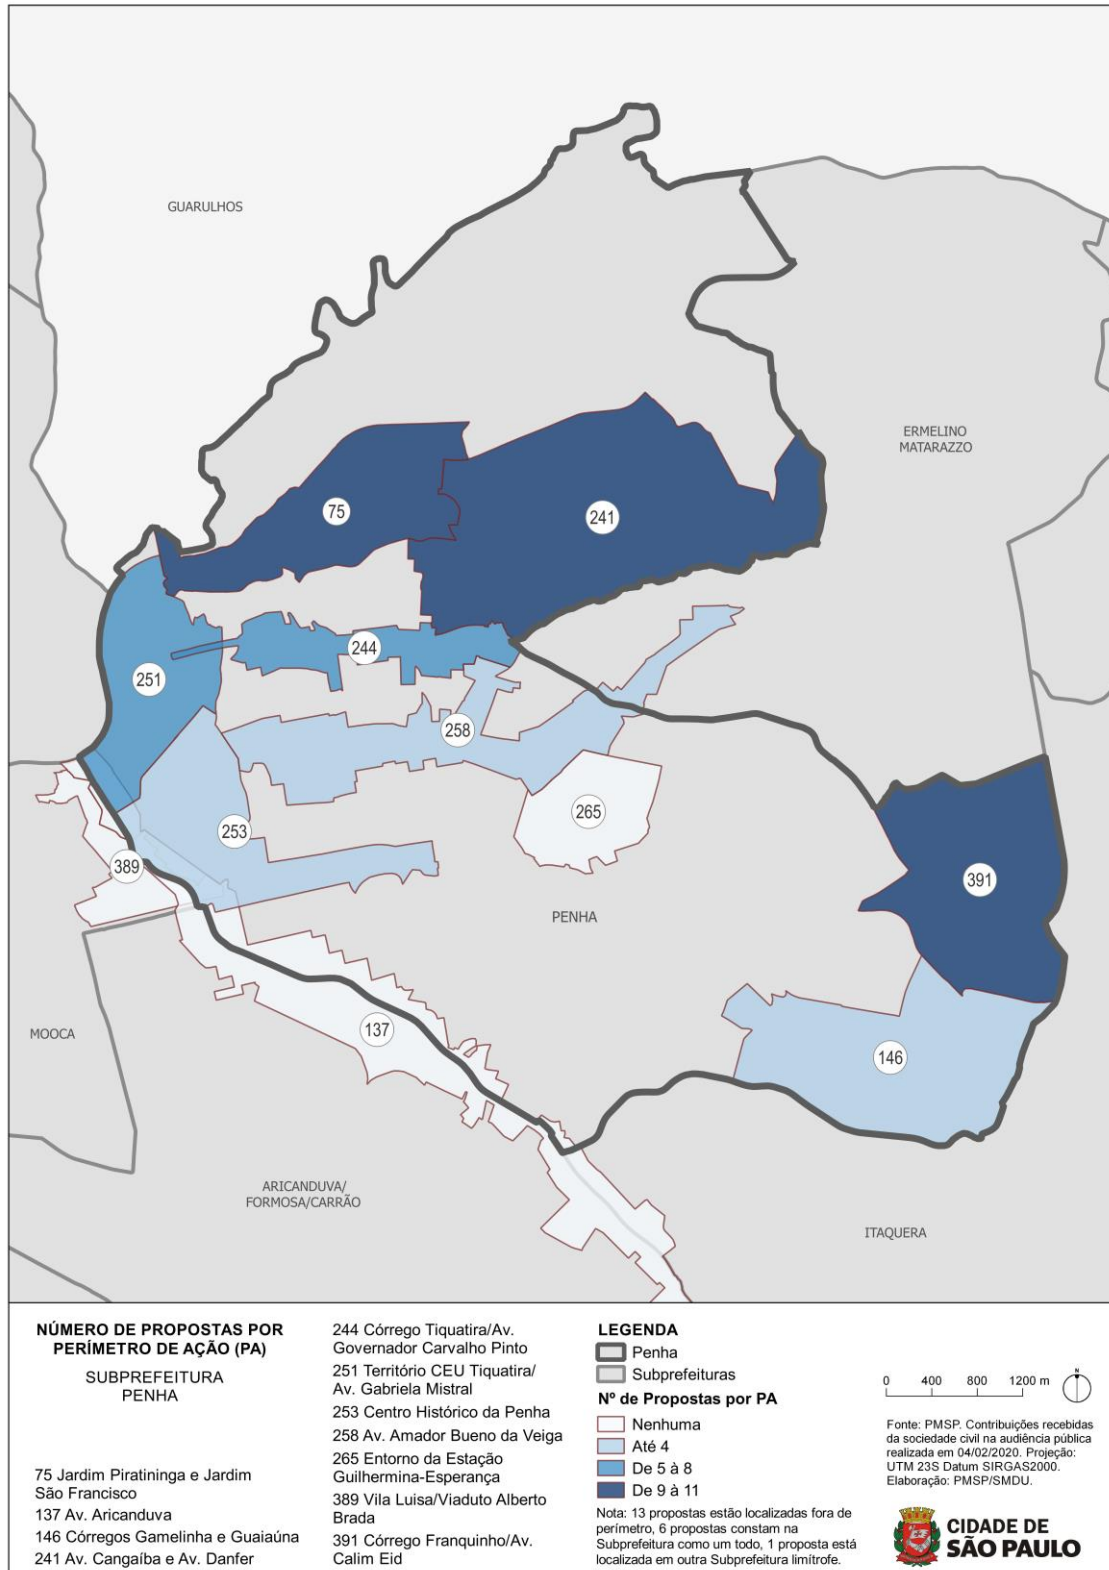 GUARULHOS
ERMELINO
MATARAZZO
75
241
244
251
258
265
253
389
391
PENHA
MOOCA
137
146
ARICANDUVA/
FORMOSA/CARRÃO
ITAQUERA
NÚMERO DE PROPOSTAS POR
PERÍMETRO DE AÇÃO (PA)
SUBPREFEITURA
PENHA
75 Jardim Piratininga e Jardim
São Francisco
137 Av. Aricanduva
146 Córregos Gamelinha e Guaiaúna
241 Av. Cangaíba e Av. Danfer
244 Córrego Tiquatira/Av.
Governador Carvalho Pinto
251 Território CEU Tiquatira/
Av. Gabriela Mistral
253 Centro Histórico da Penha
258 Av. Amador Bueno da Veiga
265 Entorno da Estação
Guilhermina-Esperança
389 Vila Luisa/Viaduto Alberto
Brada
391 Córrego Franquinho/Av.
Calim Eid
LEGENDA
Penha
Subprefeituras
Nº de Propostas por PA
Nenhuma
Até 4
De 5 à 8
De 9 à 11
Nota: 13 propostas estão localizadas fora de
perímetro, 6 propostas constam na
Subprefeitura como um todo, 1 proposta está
localizada em outra Subprefeitura limítrofe.
0 400 800 1200 m
N
Fonte: PMSP. Contribuições recebidas
da sociedade civil na audiência pública
realizada em 04/02/2020. Projeção:
UTM 23S Datum SIRGAS2000.
Elaboração: PMSP/SMDU.
CIDADE DE
SÃO PAULO